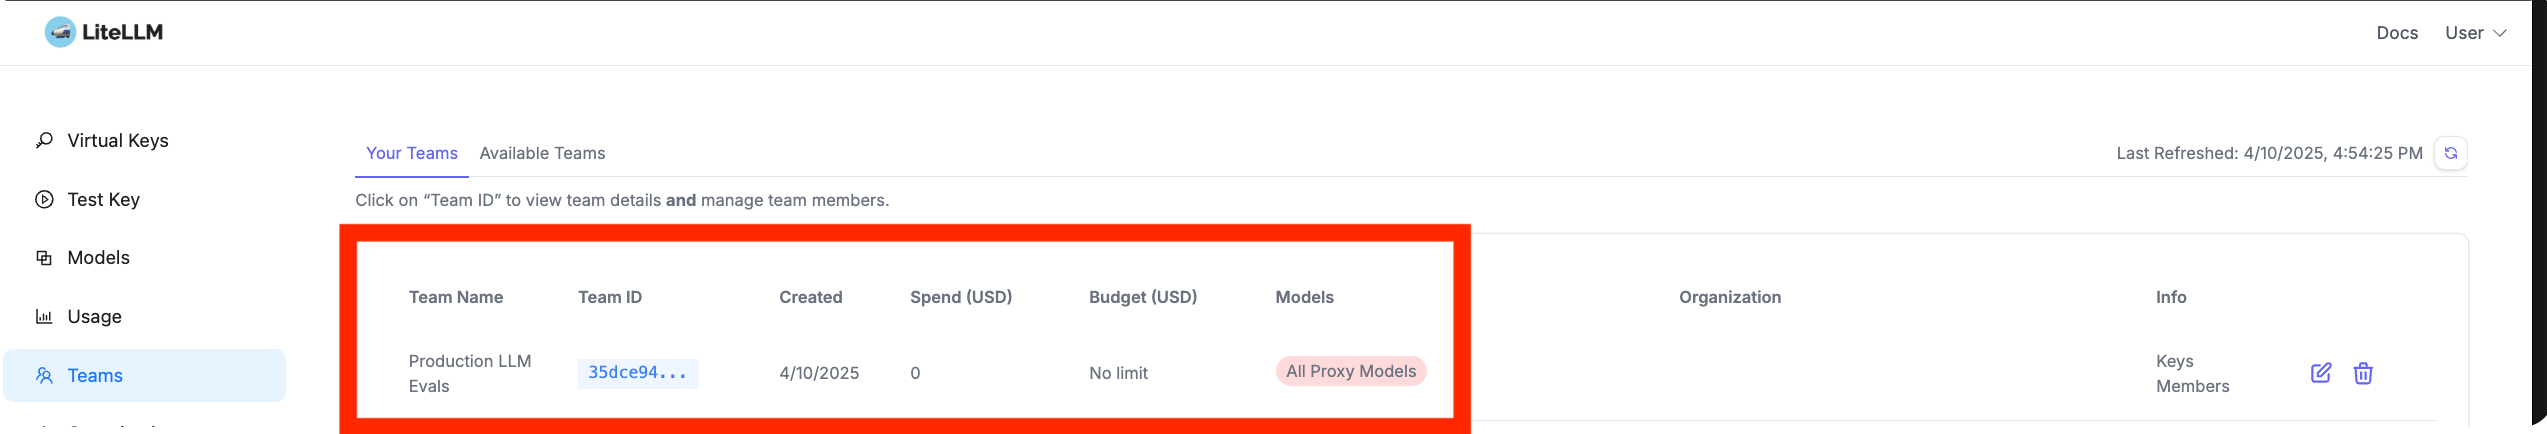 LiteLLM
Docs
User
Virtual Keys
Test Key
Models
Usage
Teams
Your Teams
Available Teams
Last Refreshed: 4/10/2025, 4:54:25 PM
Click on “Team ID” to view team details and manage team members.
Team Name Team ID Created Spend (USD) Budget (USD) Models Organization Info
Production LLM Evals 35dce94... 4/10/2025 0 No limit All Proxy Models Keys
Members